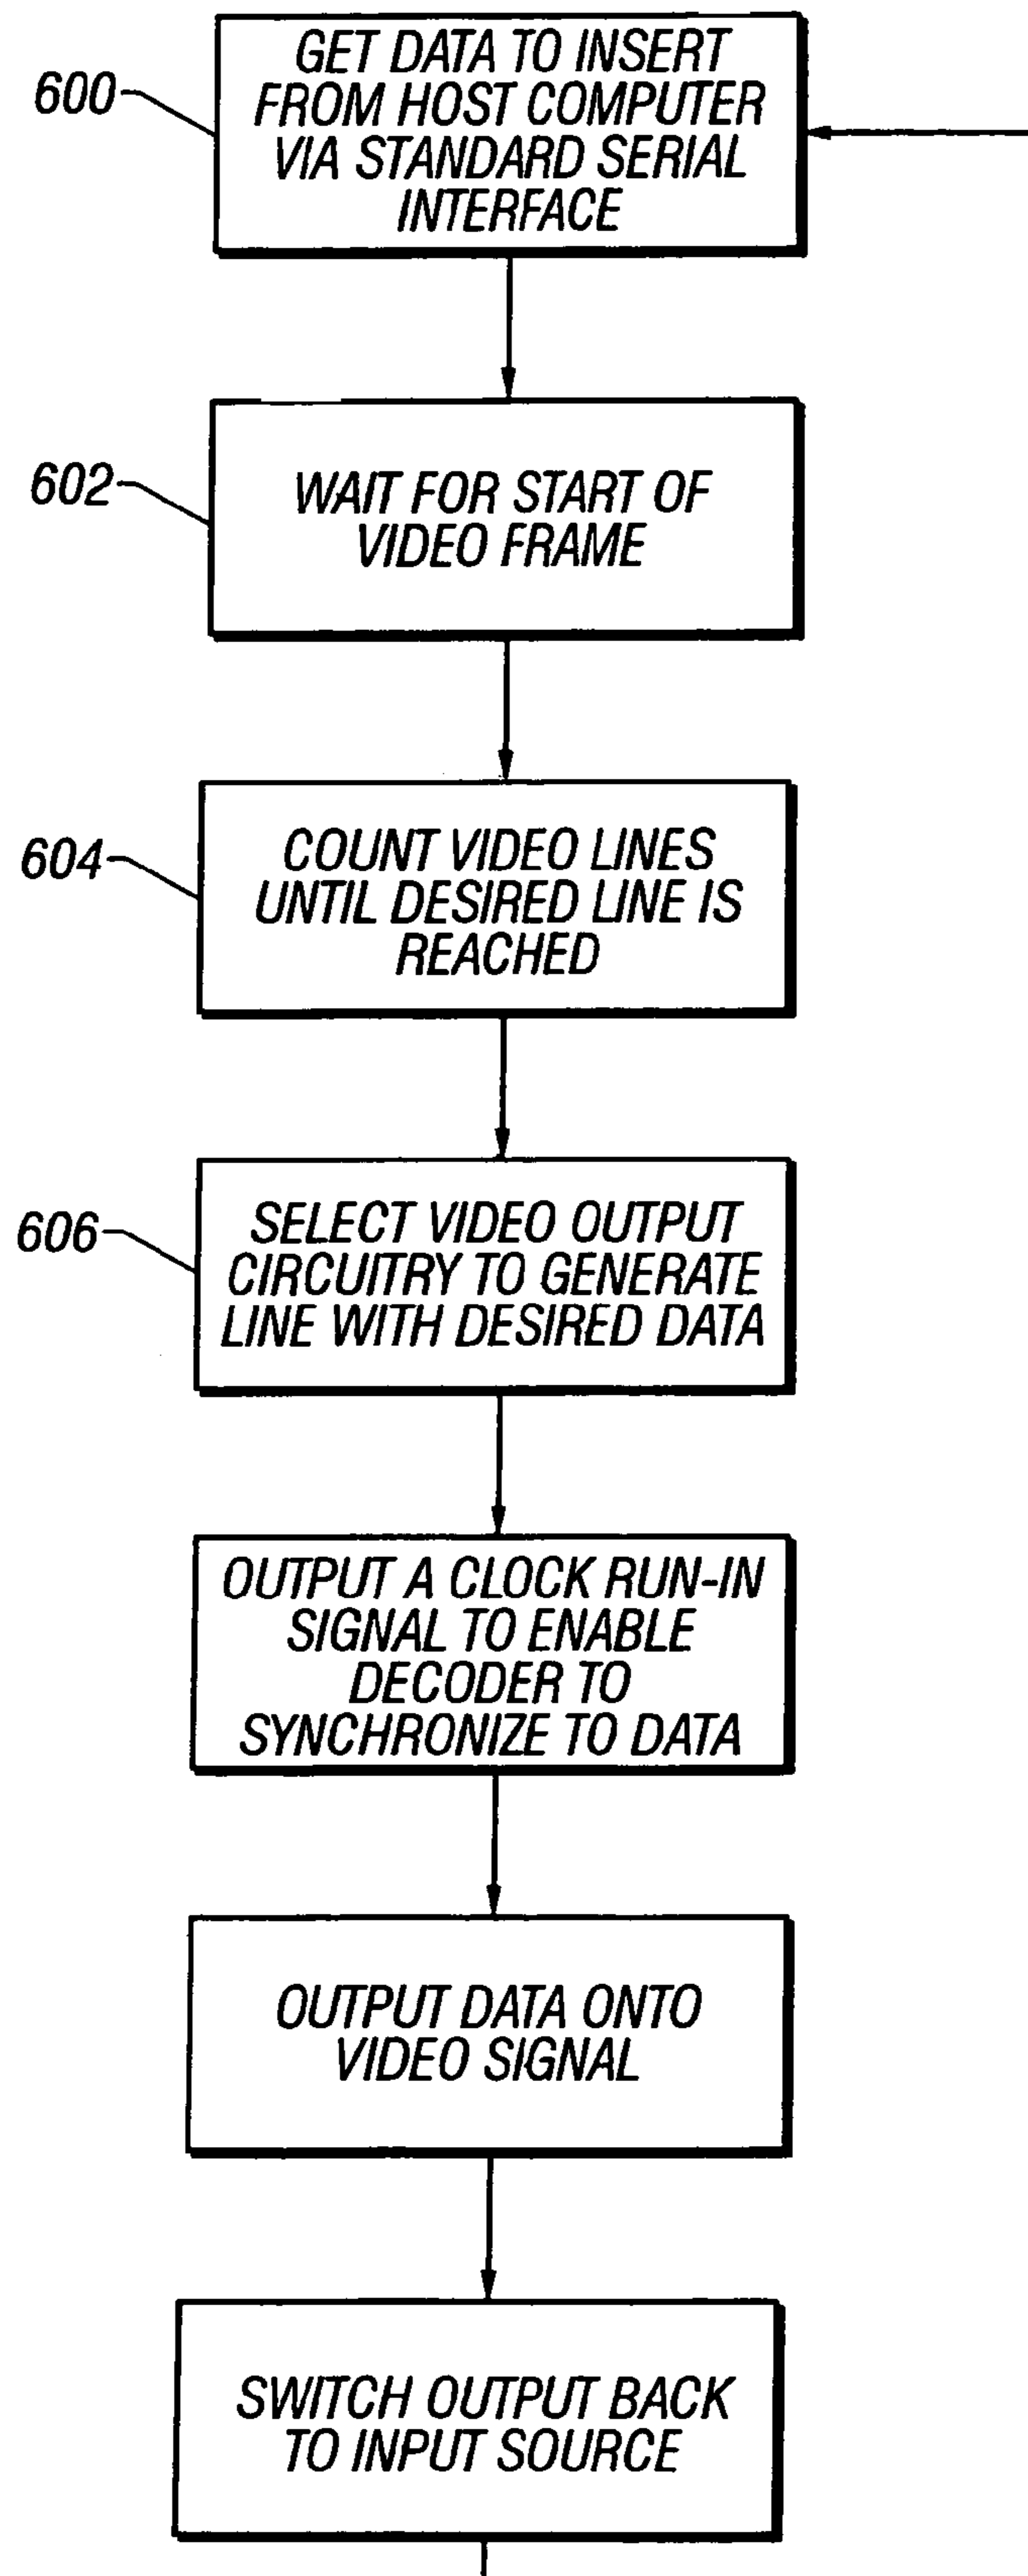 600
GET DATA TO INSERT
FROM HOST COMPUTER
VIA STANDARD SERIAL
INTERFACE
602
WAIT FOR START OF
VIDEO FRAME
604
COUNT VIDEO LINES
UNTIL DESIRED LINE IS
REACHED
606
SELECT VIDEO OUTPUT
CIRCUITRY TO GENERATE
LINE WITH DESIRED DATA
OUTPUT A CLOCK RUN-IN
SIGNAL TO ENABLE
DECODER TO
SYNCHRONIZE TO DATA
OUTPUT DATA ONTO
VIDEO SIGNAL
SWITCH OUTPUT BACK
TO INPUT SOURCE